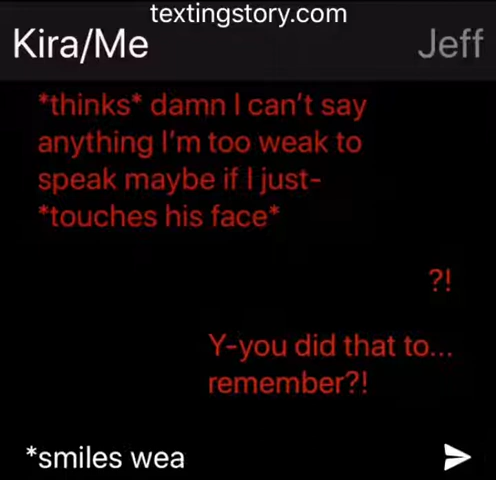 textingstory.com
Kira/Me
Jeff
*thinks* damn I can't say
anything I'm too weak to
speak maybe if I just-
*touches his face*
?!
Y-you did that to...
remember?!
*smiles wea